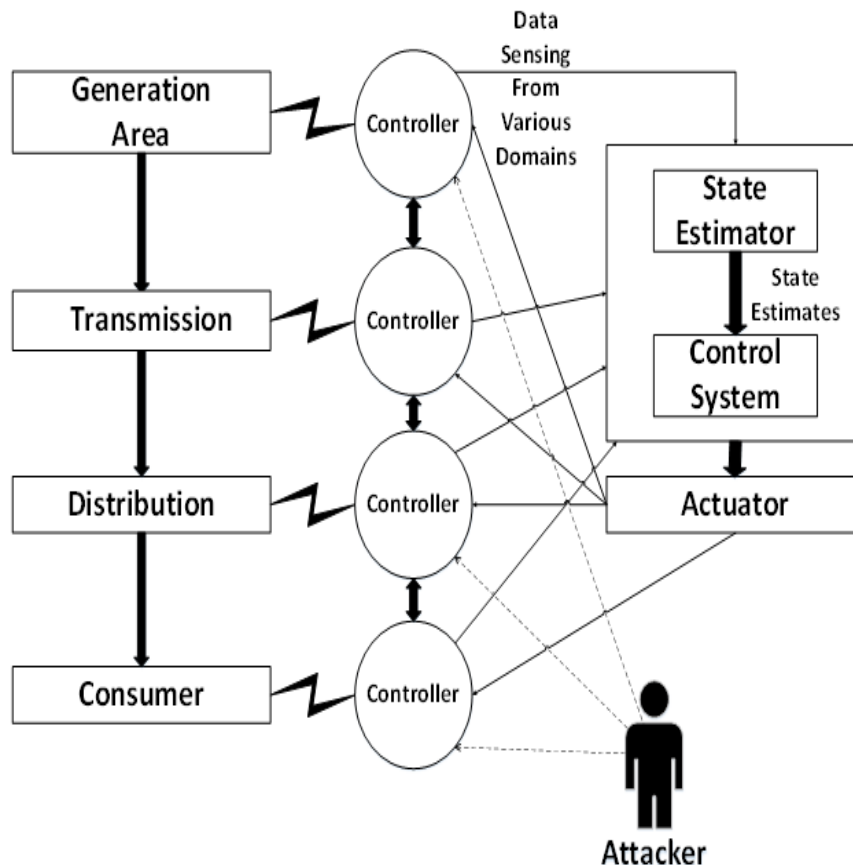 Data
Sensing
From
Various
Domains
Generation
Area
Controller
State
Estimator
State
Estimates
Transmission
Controller
Control
System
Distribution
Controller
Actuator
Consumer
Controller
Attacker